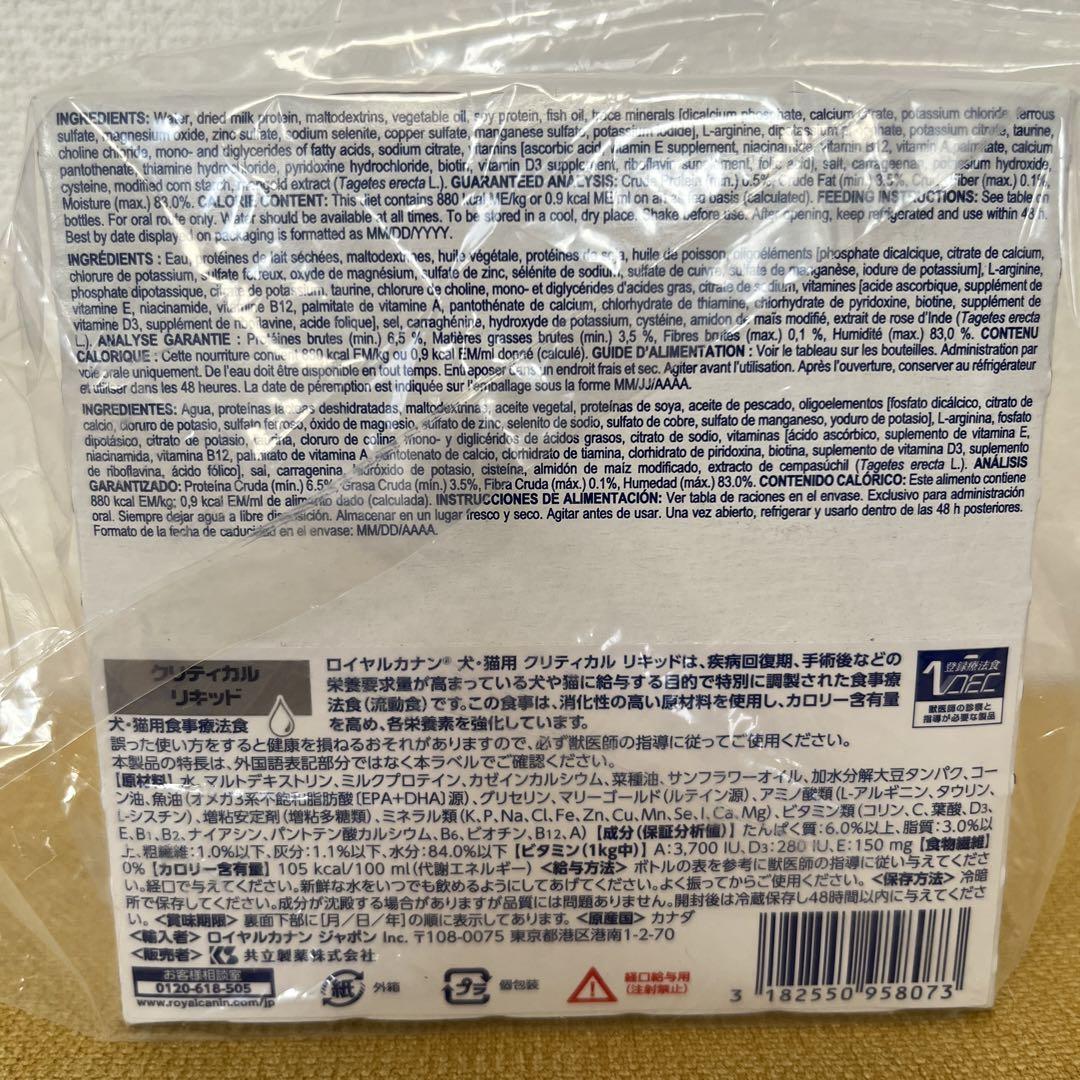 INGREDIENTS: Water, dried milk protein, maltodextrins, vegetable oil, soy protein, fish oil, trace minerals [dicalcium phosphate, calcium citrate, potassium chloride, ferrous
sulfate, magnesium oxide, zinc sulfate, sodium selenite, copper sulfate, manganese sulfate, potassium iodide], L-arginine, dipotassium phosphate, potassium citrate, taurine,
choline chloride, mono- and diglycerides of fatty acids, sodium citrate, vitamins [ascorbic acid, vitamin E supplement, niacinamide, vitamin B12, vitamin A palmitate, calcium
pantothenate, thiamine hydrochloride, pyridoxine hydrochloride, biotin, vitamin D3 supplement, riboflavin supplement, folic acid], salt, carrageenan, potassium hydroxide,
cysteine, modified corn starch, marigold extract (Tagetes erecta L.). GUARANTEED ANALYSIS: Crude Protein (min.) 6.5%, Crude Fat (min.) 3.5%, Crude Fiber (max.) 0.1%,
Moisture (max.) 83.0%. CALORIE CONTENT: This diet contains 880 kcal ME/kg or 0.9 kcal ME/ml on an as fed basis (calculated). FEEDING INSTRUCTIONS: See table on
bottles. For oral route only. Water should be available at all times. To be stored in a cool, dry place. Shake before use. After opening, keep refrigerated and use within 48 h.
Best by date displayed on packaging is formatted as MM/DD/YYYY.
INGRÉDIENTS : Eau, protéines de lait séchées, maltodextrines, huile végétale, protéines de soja, huile de poisson, oligoéléments [phosphate dicalcique, citrate de calcium,
chlorure de potassium, sulfate ferreux, oxyde de magnésium, sulfate de zinc, sélénite de sodium, sulfate de cuivre, sulfate de manganèse, iodure de potassium], L-arginine,
phosphate dipotassique, citrate de potassium, taurine, chlorure de choline, mono- et diglycérides d'acides gras, citrate de sodium, vitamines [acide ascorbique, supplément de
vitamine E, niacinamide, vitamine B12, palmitate de vitamine A, pantothénate de calcium, chlorhydrate de thiamine, chlorhydrate de pyridoxine, biotine, supplément de
vitamine D3, supplément de riboflavine, acide folique], sel, carraghénine, hydroxyde de potassium, cystéine, amidon de maïs modifié, extrait de rose d'Inde (Tagetes erecta
L.). ANALYSE GARANTIE : Protéines brutes (min.) 6,5 %, Matières grasses brutes (min.) 3,5 %, Fibres brutes (max.) 0,1 %, Humidité (max.) 83,0 %. CONTENU
CALORIQUE : Cette nourriture contient 880 kcal EM/kg ou 0,9 kcal EM/ml donné (calculé). GUIDE D'ALIMENTATION : Voir le tableau sur les bouteilles. Administration par
voie orale uniquement. De l'eau doit être disponible en tout temps. Entreposer dans un endroit frais et sec. Agiter avant l'utilisation. Après l'ouverture, conserver au réfrigérateur
et utiliser dans les 48 heures. La date de péremption est indiquée sur l'emballage sous la forme MM/JJ/AAAA.
INGREDIENTES: Agua, proteínas lácteas deshidratadas, maltodextrinas, aceite vegetal, proteínas de soya, aceite de pescado, oligoelementos [fosfato dicálcico, citrato de
calcio, cloruro de potasio, sulfato ferroso, óxido de magnesio, sulfato de zinc, selenito de sodio, sulfato de cobre, sulfato de manganeso, yoduro de potasio], L-arginina, fosfato
dipotásico, citrato de potasio, taurina, cloruro de colina, mono- y diglicéridos de ácidos grasos, citrato de sodio, vitaminas [ácido ascórbico, suplemento de vitamina E,
niacinamida, vitamina B12, palmitato de vitamina A, pantotenato de calcio, clorhidrato de tiamina, clorhidrato de piridoxina, biotina, suplemento de vitamina D3, suplemento
de riboflavina, ácido fólico], sal, carragenina, hidróxido de potasio, cisteína, almidón de maíz modificado, extracto de cempasúchil (Tagetes erecta L.). ANÁLISIS
GARANTIZADO: Proteína Cruda (mín.) 6.5%, Grasa Cruda (mín.) 3.5%, Fibra Cruda (máx.) 0.1%, Humedad (máx.) 83.0%. CONTENIDO CALÓRICO: Este alimento contiene
880 kcal EM/kg; 0,9 kcal EM/ml de alimento dado (calculada). INSTRUCCIONES DE ALIMENTACIÓN: Ver tabla de raciones en el envase. Exclusivo para administración
oral. Siempre dejar agua a libre disposición. Almacenar en un lugar fresco y seco. Agitar antes de usar. Una vez abierto, refrigerar y usarlo dentro de las 48 h posteriores.
Formato de la fecha de caducidad en el envase: MM/DD/AAAA.
クリティカル
リキッド
犬・猫用食事療法食
ロイヤルカナン® 犬・猫用 クリティカル リキッドは、疾病回復期、手術後などの
栄養要求量が高まっている犬や猫に給与する目的で特別に調製された食事療
法食(流動食)です。この食事は、消化性の高い原材料を使用し、カロリー含有量
を高め、各栄養素を強化しています。
登録療法食
VDEC
獣医師の診察と
指導が必要な製品
誤った使い方をすると健康を損ねるおそれがありますので、必ず獣医師の指導に従ってご使用ください。
本製品の特長は、外国語表記部分ではなく本ラベルでご確認ください。
【原材料】水、マルトデキストリン、ミルクプロテイン、カゼインカルシウム、菜種油、サンフラワーオイル、加水分解大豆タンパク、コー
ン油、魚油(オメガ3系不飽和脂肪酸〔EPA+DHA〕源)、グリセリン、マリーゴールド(ルテイン源)、アミノ酸類(L-アルギニン、タウリン、
L-シスチン)、増粘安定剤(増粘多糖類)、ミネラル類(K、P、Na、Cl、Fe、Zn、Cu、Mn、Se、I、Ca、Mg)、ビタミン類(コリン、C、葉酸、D3、
E、B1、B2、ナイアシン、パントテン酸カルシウム、B6、ビオチン、B12、A)【成分(保証分析値)】たんぱく質:6.0%以上、脂質:3.0%以
上、粗繊維:1.0%以下、灰分:1.1%以下、水分:84.0%以下【ビタミン(1kg中)】A:3,700 IU、D3:280 IU、E:150 mg【食物繊維】
0%【カロリー含有量】105 kcal/100 ml(代謝エネルギー)<給与方法>ボトルの表を参考に獣医師の指導に従い与えてくださ
い。経口で与えてください。新鮮な水をいつでも飲めるようにしてあげてください。よく振ってからご使用ください。<保存方法>冷暗
所で保存してください。成分が沈殿する場合がありますが品質には問題ありません。開封後は冷蔵保存し48時間以内に与えてくださ
い。<賞味期限>裏面下部に[月/日/年]の順に表示してあります。<原産国>カナダ
<輸入者>ロイヤルカナン ジャポン Inc. 〒108-0075 東京都港区港南1-2-70
<販売者>KS 共立製薬株式会社
お客様相談室
0120-618-505
www.royalcanin.com/jp
紙 外箱
プラ 個包装
経口給与用
(注射禁止)
3 182550 958073